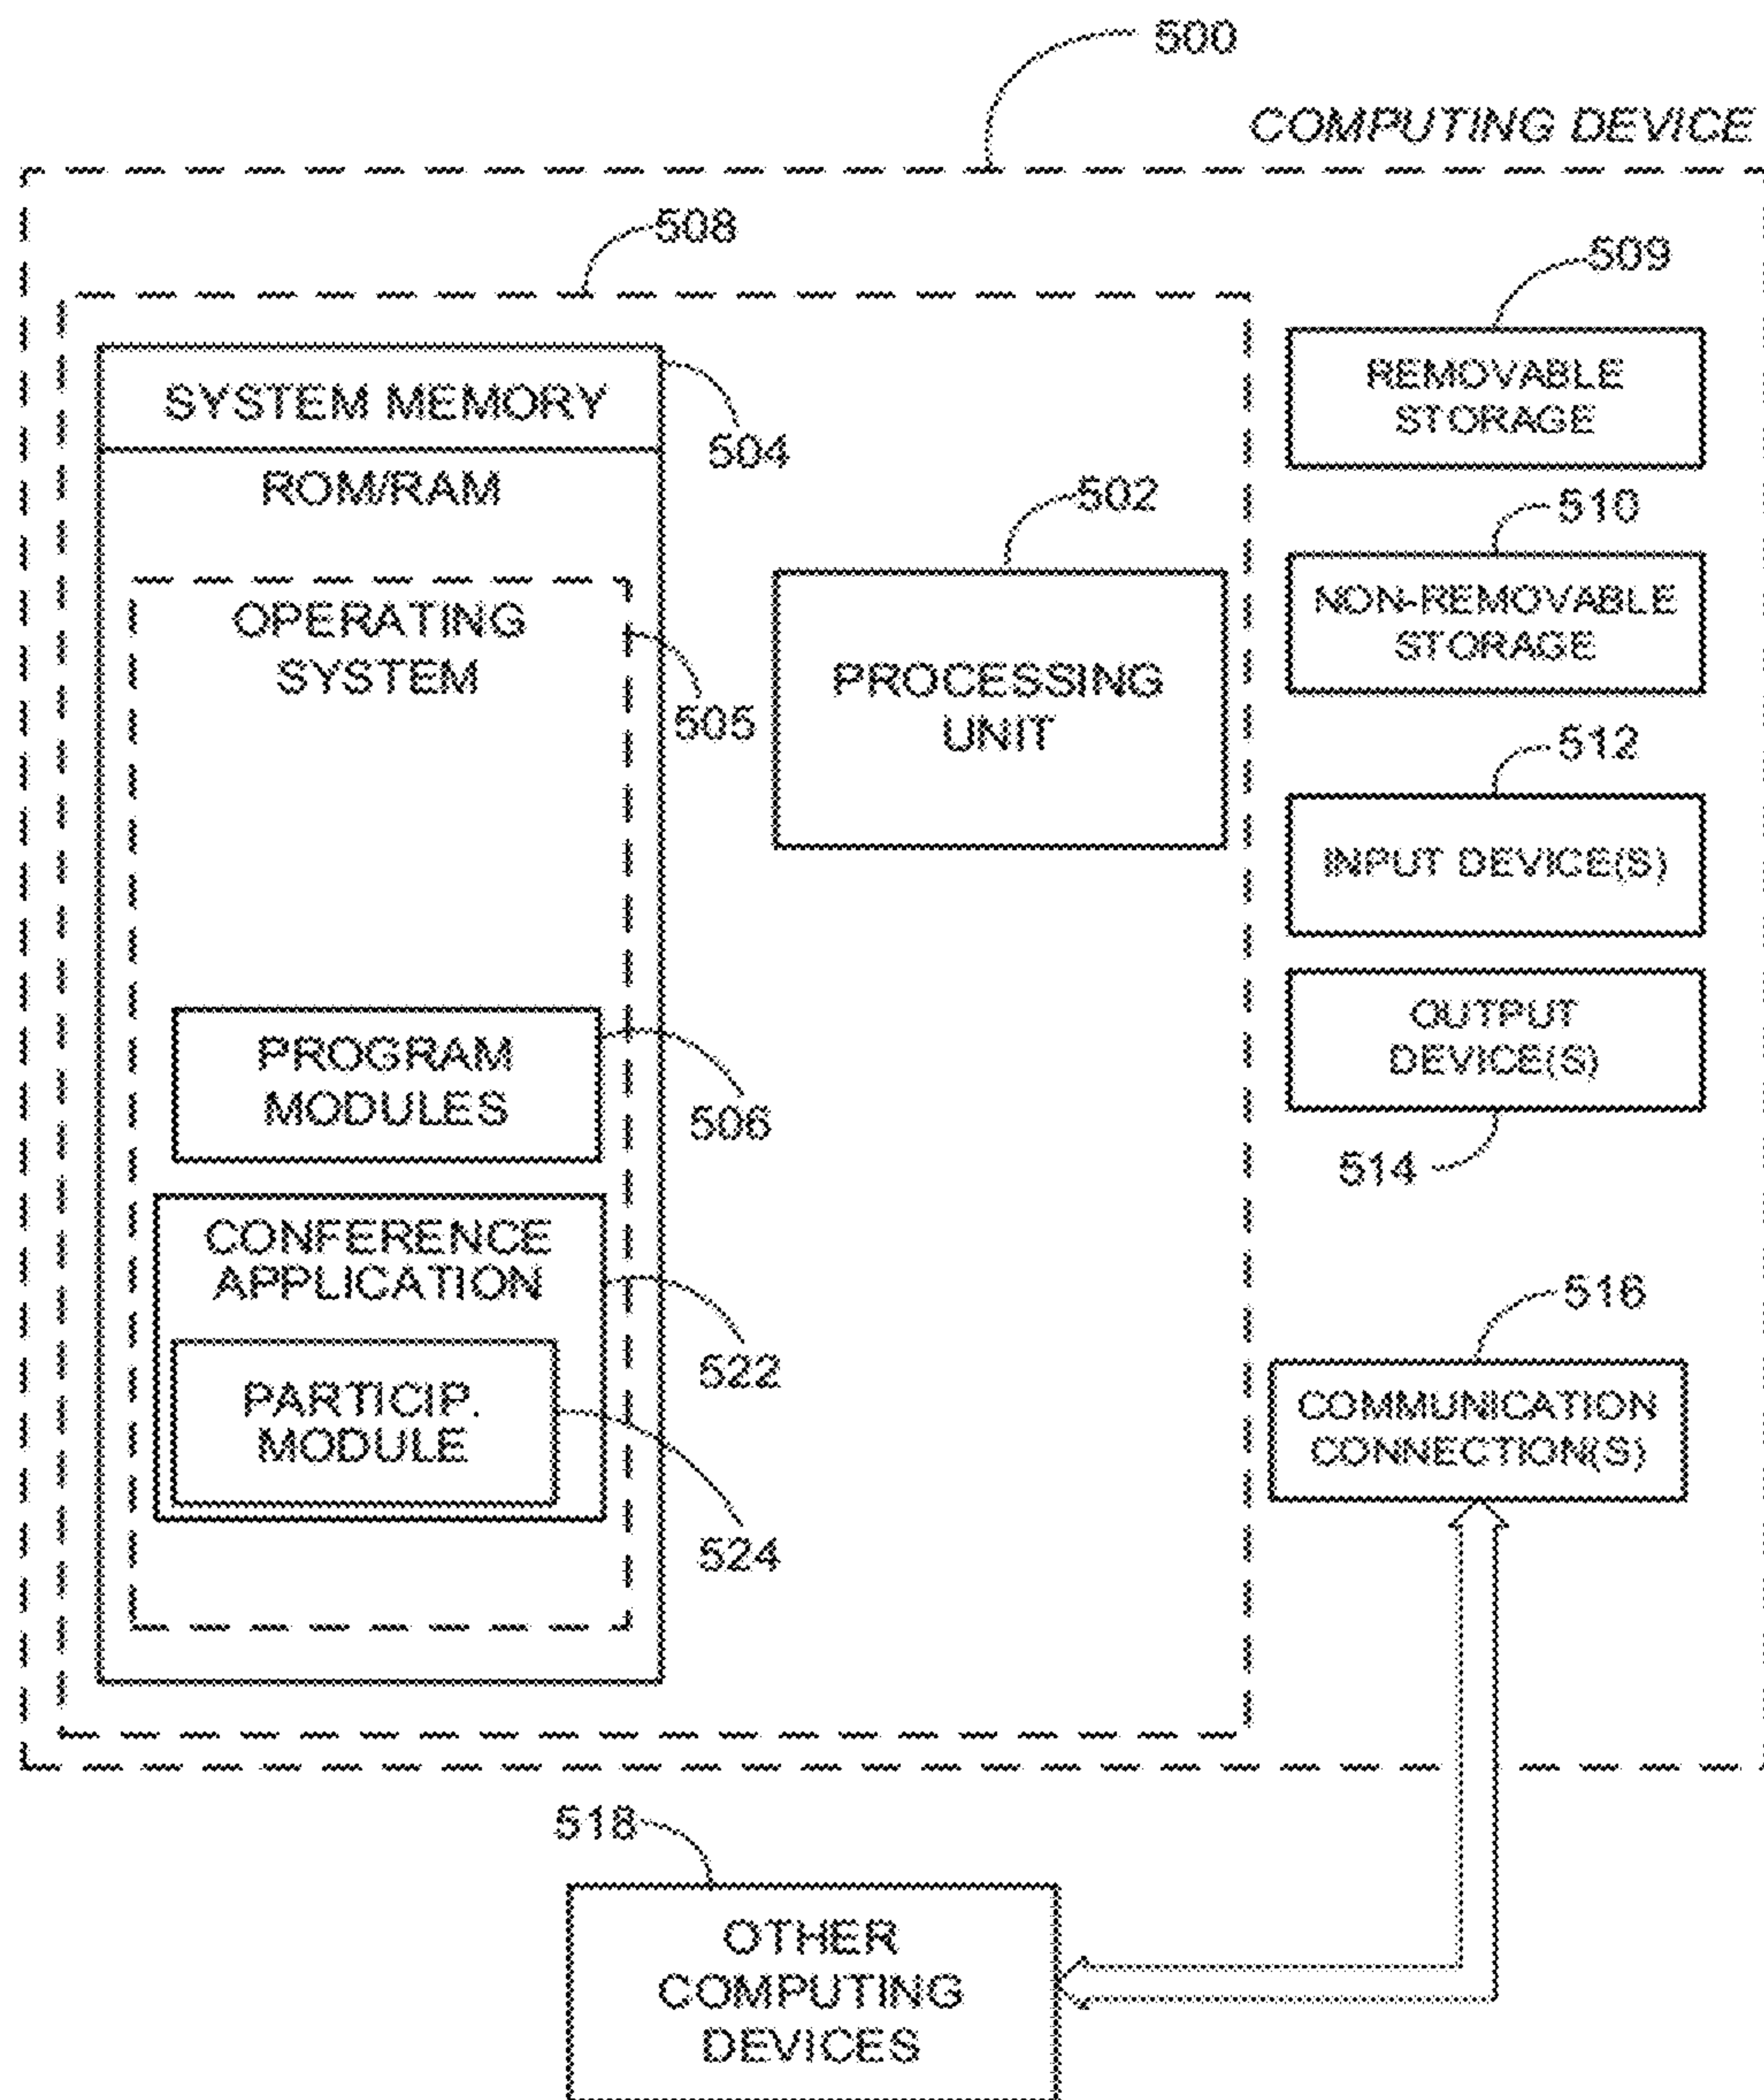 500
COMPUTING DEVICE
508
509
SYSTEM MEMORY
504
ROM/RAM
REMOVABLE
STORAGE
502
510
OPERATING
SYSTEM
505
PROCESSING
UNIT
NON-REMOVABLE
STORAGE
512
INPUT DEVICE(S)
PROGRAM
MODULES
506
OUTPUT
DEVICE(S)
514
CONFERENCE
APPLICATION
522
PARTICIP.
MODULE
524
516
COMMUNICATION
CONNECTION(S)
518
OTHER
COMPUTING
DEVICES